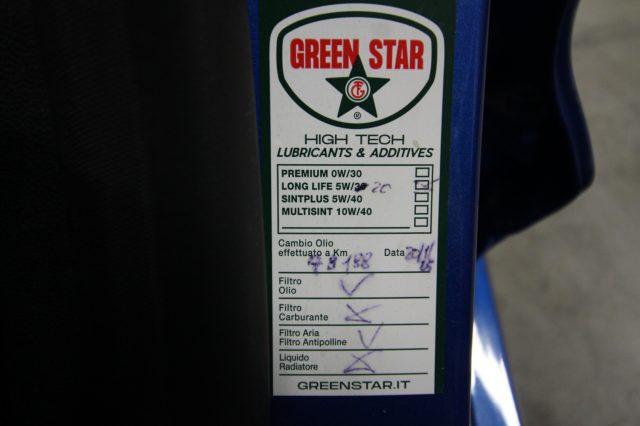 GREEN STAR
®
HIGH TECH
LUBRICANTS & ADDITIVES
PREMIUM 0W/30
LONG LIFE 5W/30 20
SINTPLUS 5W/40
MULTISINT 10W/40
Cambio Olio
effettuato a Km Data
Filtro
Olio
Filtro
Carburante
Filtro Aria
Filtro Antipolline
Liquido
Radiatore
GREENSTAR.IT